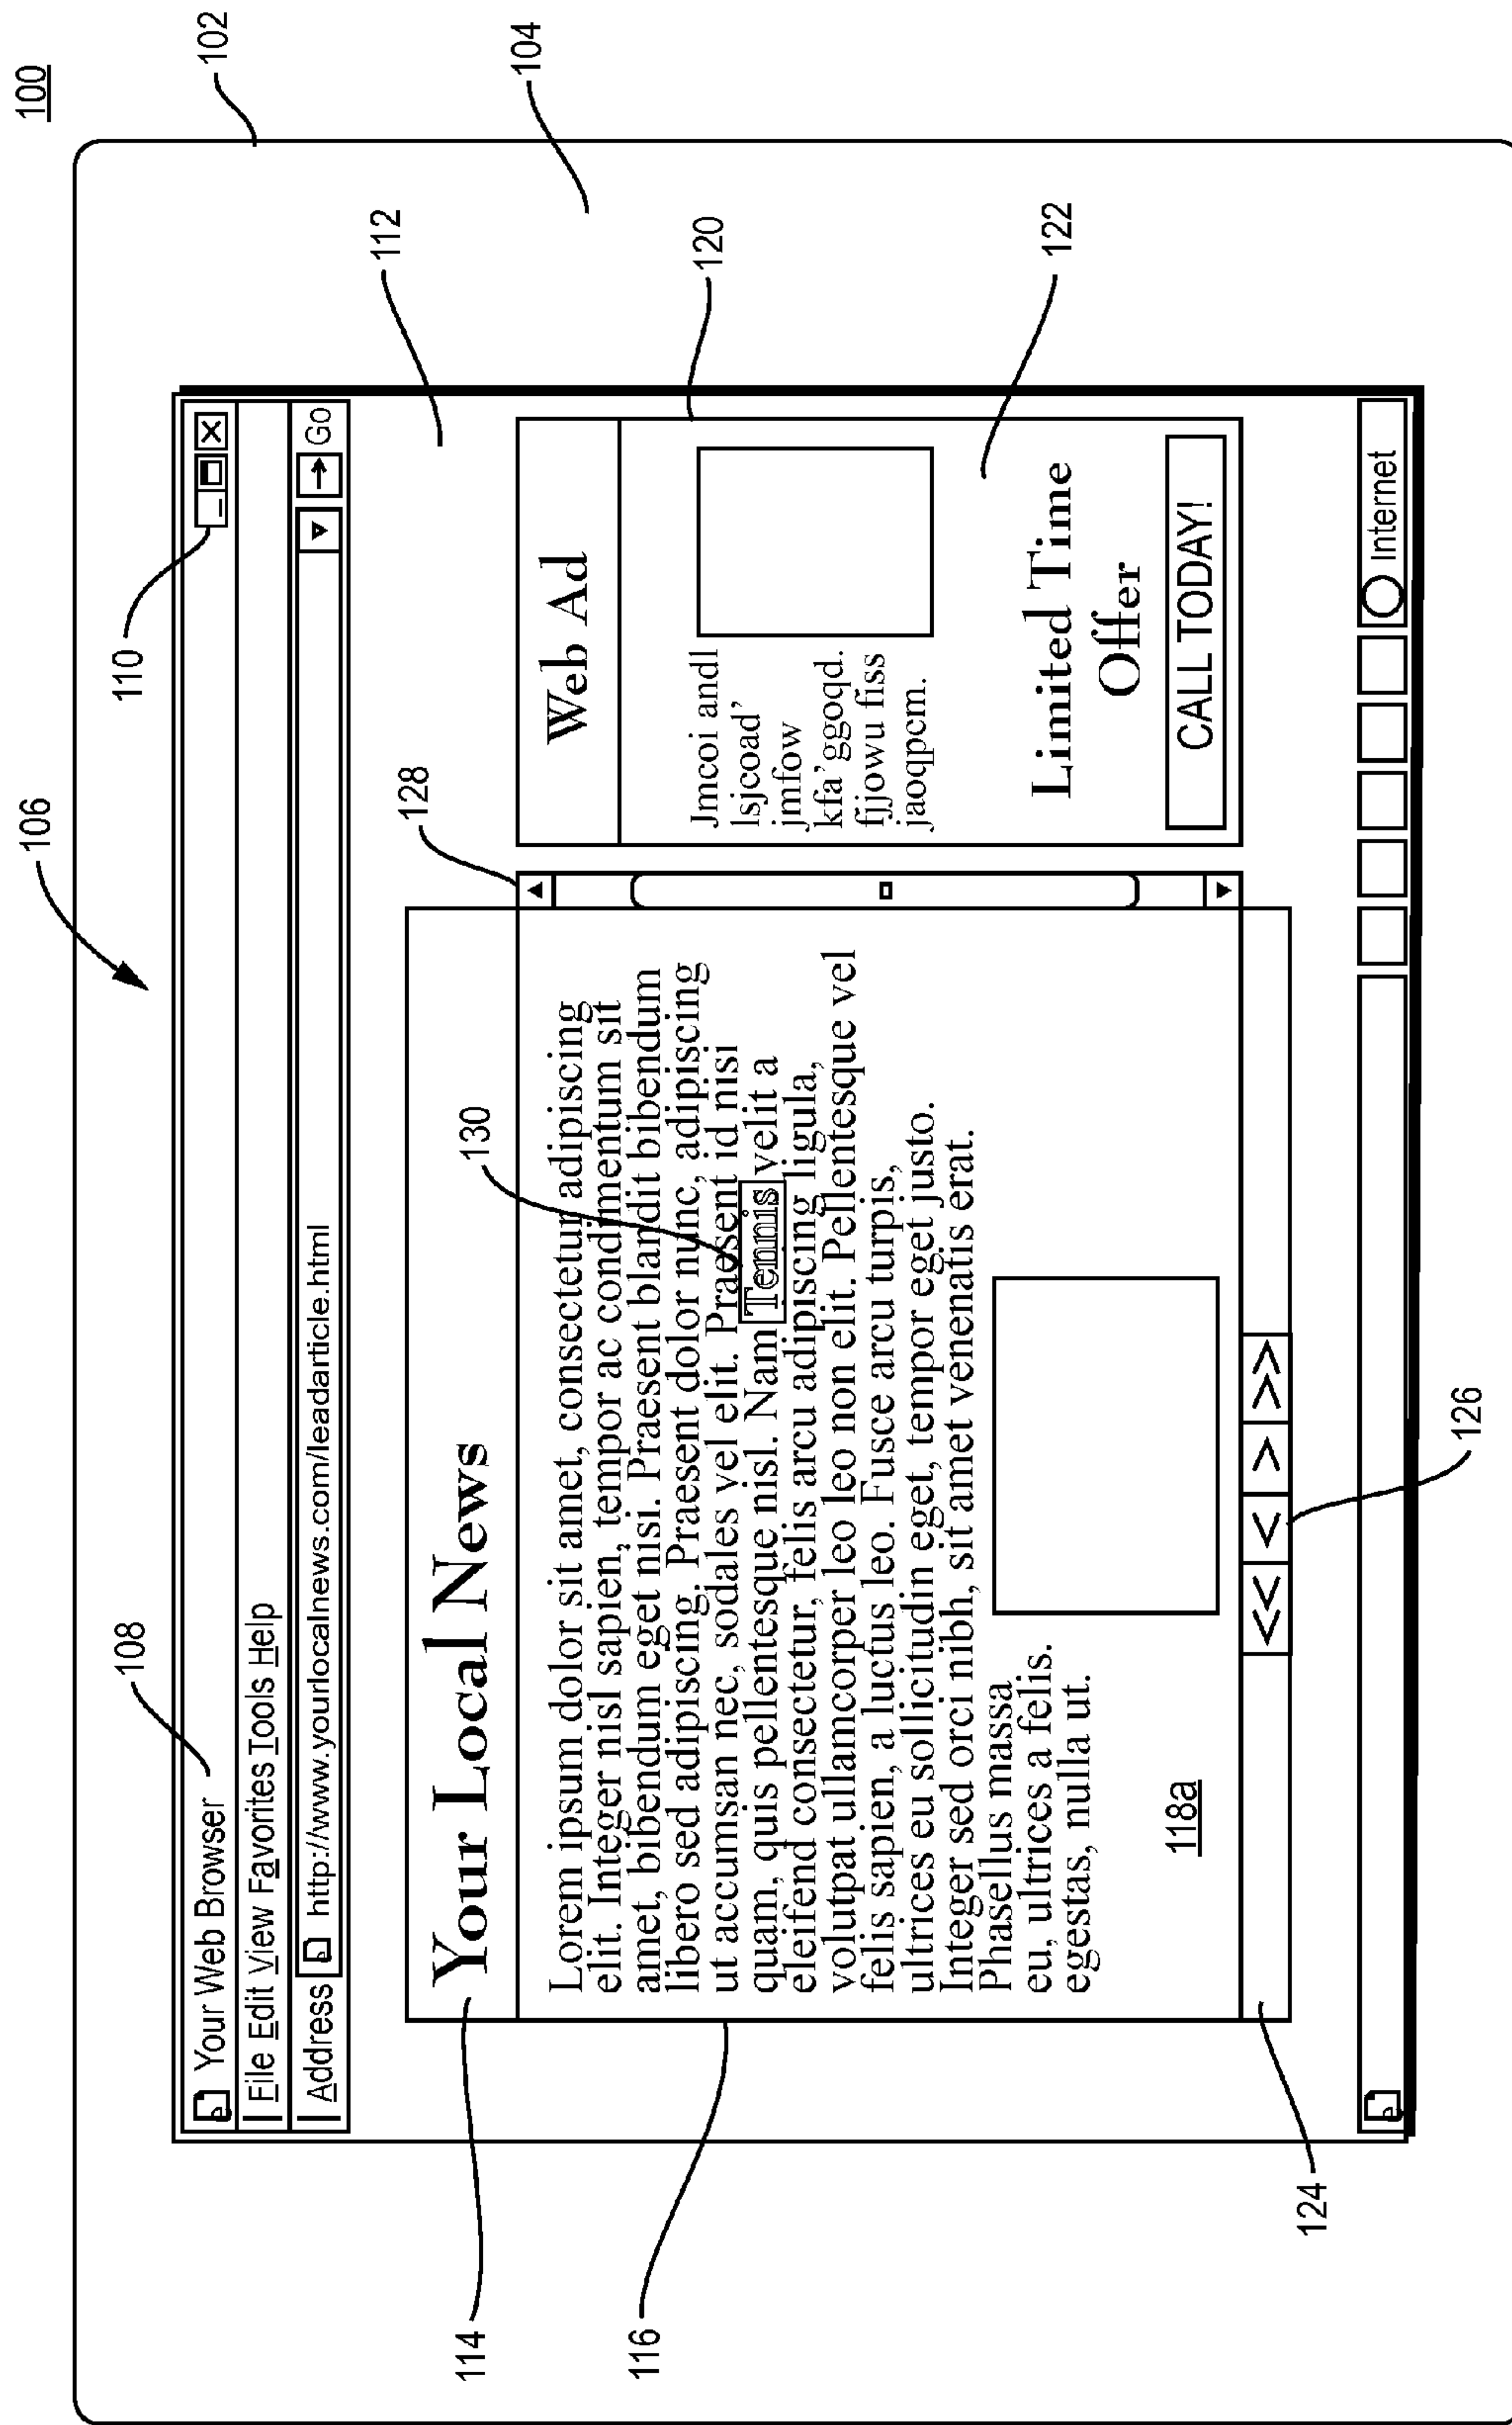 100
102
104
106
108
110
Your Web Browser
File Edit View Favorites Tools Help
Address http://www.yourlocalnews.com/leadarticle.html Go
112
114
Your Local News
128
130
116
Lorem ipsum dolor sit amet, consectetur adipiscing
elit. Integer nisl sapien, tempor ac condimentum sit
amet, bibendum eget nisi. Praesent blandit bibendum
libero sed adipiscing. Praesent dolor nunc, adipiscing
ut accumsan nec, sodales vel elit. Praesent id nisi
quam, quis pellentesque nisl. Nam Tennis velit a
eleifend consectetur, felis arcu adipiscing ligula,
volutpat ullamcorper leo leo non elit. Pellentesque vel
felis sapien, a luctus leo. Fusce arcu turpis,
ultrices eu sollicitudin eget, tempor eget justo.
Integer sed orci nibh, sit amet venenatis erat.
Phasellus massa
eu, ultrices a felis.
egestas, nulla ut.
118a
120
Web Ad
Jmcoi andl
lsjcoad'
jmfow
kfa'ggoqd.
fjjowu fiss
jaoqpcm.
122
Limited Time
Offer
CALL TODAY!
<< < > >>
124
126
Internet